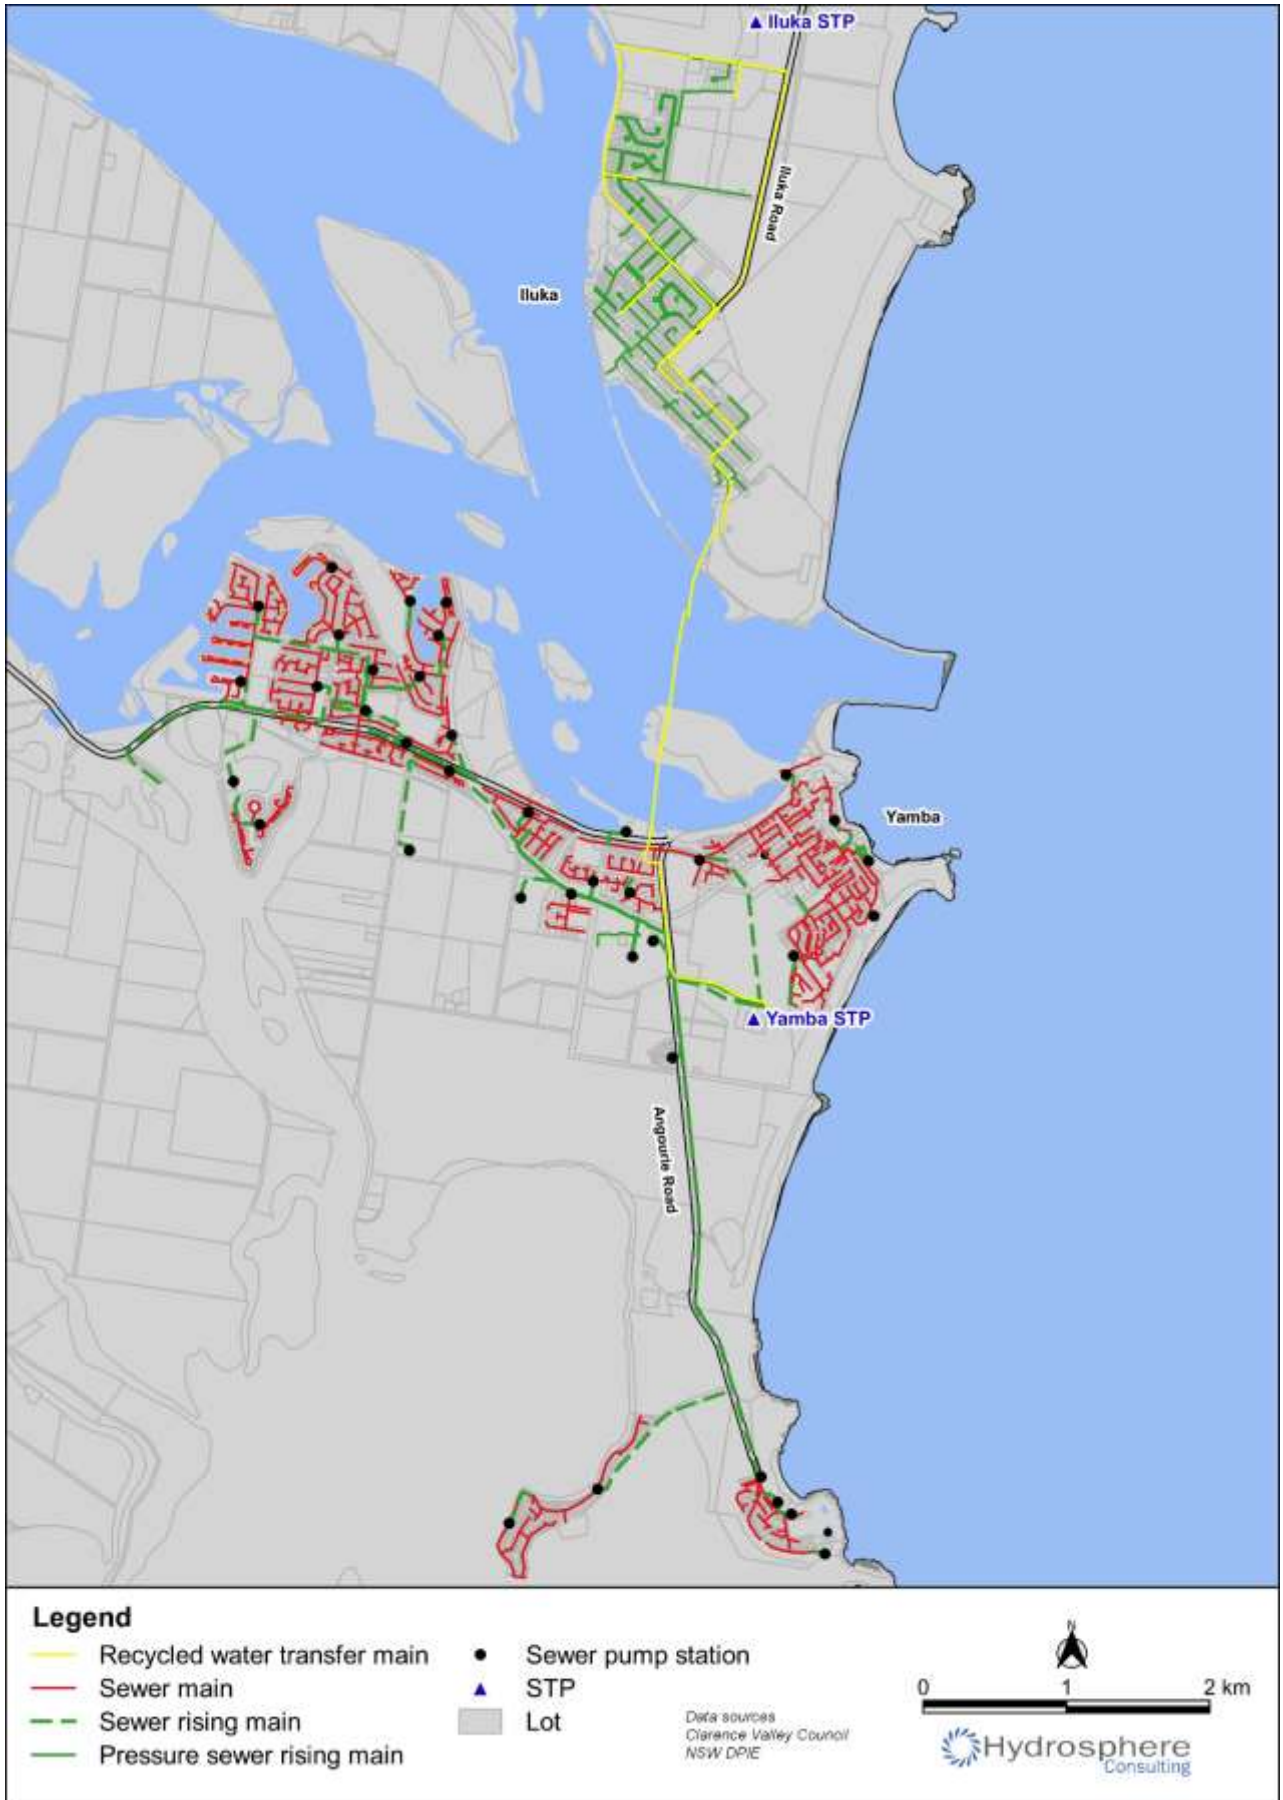 Iluka STP
Iluka Road
Iluka
Yamba
Yamba STP
Angourie Road
Legend
Recycled water transfer main
Sewer main
Sewer rising main
Pressure sewer rising main
Sewer pump station
STP
Lot
Data sources
Clarence Valley Council
NSW DPIE
N
0 1 2 km
Hydrosphere
Consulting